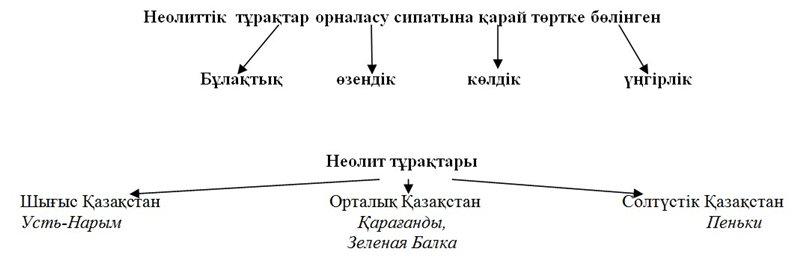 Неолиттік тұрақтар орналасу сипатына қарай төртке бөлінген
Бұлақтық өзендік көлдік үңгірлік
Неолит тұрақтары
Шығыс Қазақстан Орталық Қазақстан Солтүстік Қазақстан
Усть-Нарым Қарағанды, Пеньки
Зеленая Балка